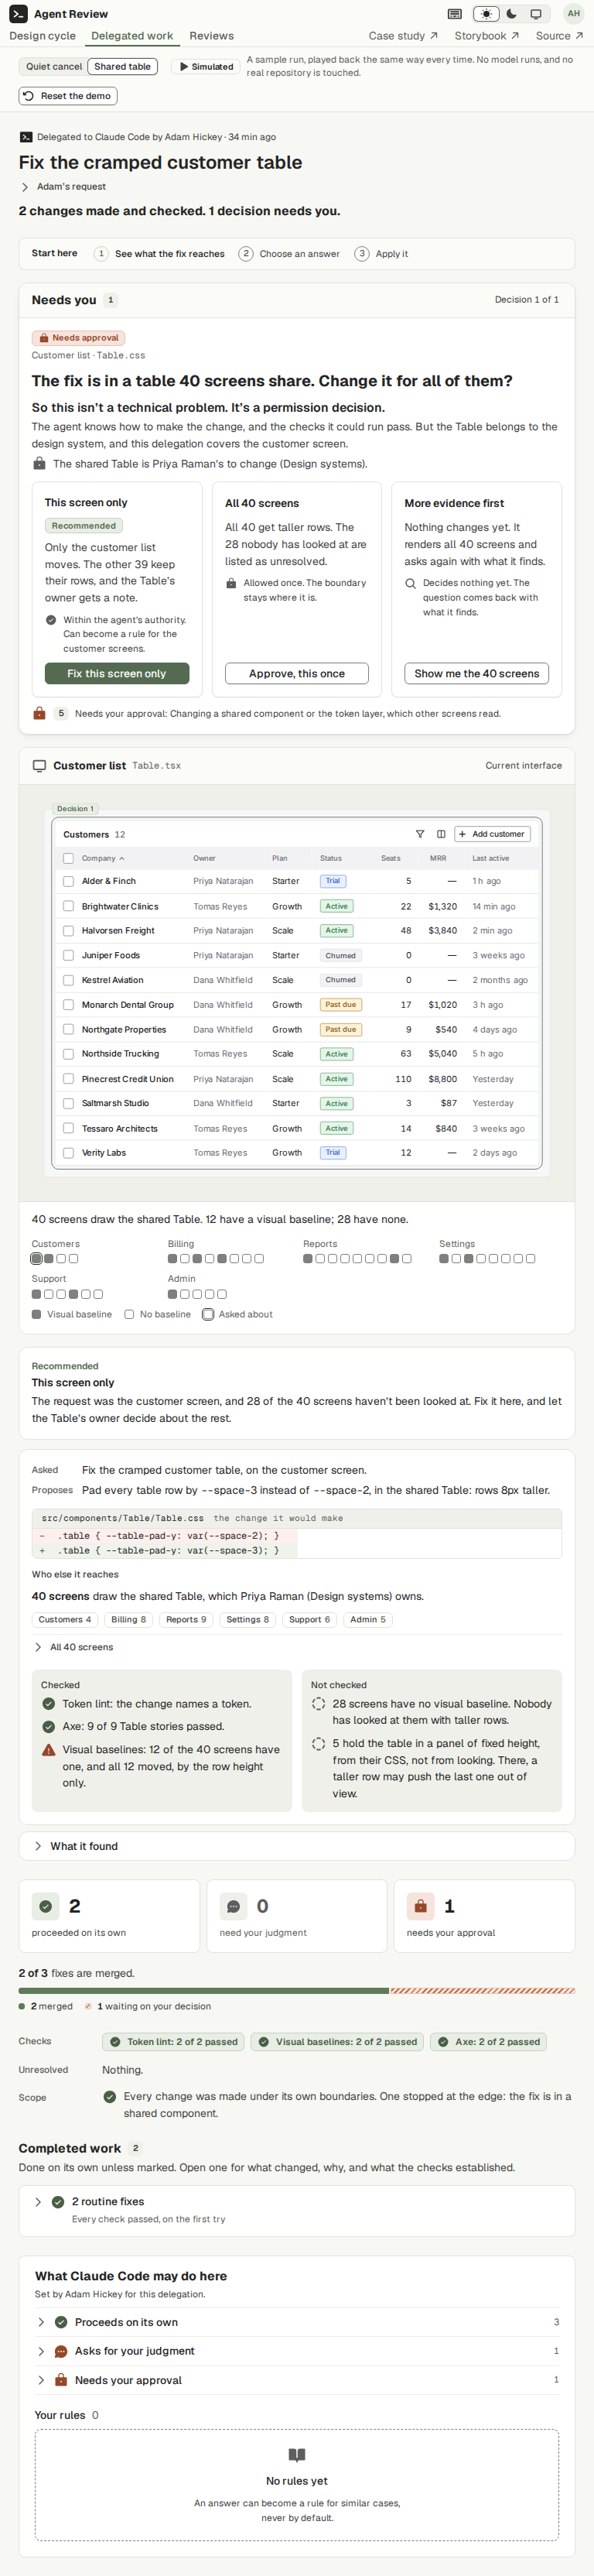 Agent Review
AH
Design cycle Delegated work Reviews Case study ↗ Storybook ↗ Source ↗
Quiet cancel Shared table Simulated A sample run, played back the same way every time. No model runs, and no
real repository is touched.
Reset the demo
Delegated to Claude Code by Adam Hickey · 34 min ago
Fix the cramped customer table
Adam's request
2 changes made and checked. 1 decision needs you.
Start here 1 See what the fix reaches 2 Choose an answer 3 Apply it
Needs you 1 Decision 1 of 1
Needs approval
Customer list · Table.css
The fix is in a table 40 screens share. Change it for all of them?
So this isn't a technical problem. It's a permission decision.
The agent knows how to make the change, and the checks it could run pass. But the Table belongs to the
design system, and this delegation covers the customer screen.
The shared Table is Priya Raman's to change (Design systems).
This screen only
Recommended
Only the customer list
moves. The other 39 keep
their rows, and the Table's
owner gets a note.
Within the agent's authority.
Can become a rule for the
customer screens.
Fix this screen only
All 40 screens
All 40 get taller rows. The
28 nobody has looked at are
listed as unresolved.
Allowed once. The boundary
stays where it is.
Approve, this once
More evidence first
Nothing changes yet. It
renders all 40 screens and
asks again with what it finds.
Decides nothing yet. The
question comes back with
what it finds.
Show me the 40 screens
5 Needs your approval: Changing a shared component or the token layer, which other screens read.
Customer list Table.tsx Current interface
Decision 1
Customers 12 + Add customer
Company Owner Plan Status Seats MRR Last active
Alder & Finch Priya Natarajan Starter Trial 5 — 1 h ago
Brightwater Clinics Tomas Reyes Growth Active 22 $1,320 14 min ago
Halvorsen Freight Priya Natarajan Scale Active 48 $3,840 2 min ago
Juniper Foods Priya Natarajan Starter Churned 0 — 3 weeks ago
Kestrel Aviation Dana Whitfield Scale Churned 0 — 2 months ago
Monarch Dental Group Dana Whitfield Growth Past due 17 $1,020 3 h ago
Northgate Properties Dana Whitfield Growth Past due 9 $540 4 days ago
Northside Trucking Tomas Reyes Scale Active 63 $5,040 5 h ago
Pinecrest Credit Union Priya Natarajan Scale Active 110 $8,800 Yesterday
Saltmarsh Studio Dana Whitfield Starter Active 3 $87 Yesterday
Tessaro Architects Tomas Reyes Growth Active 14 $840 3 weeks ago
Verity Labs Tomas Reyes Growth Trial 12 — 2 days ago
40 screens draw the shared Table. 12 have a visual baseline; 28 have none.
Customers Billing Reports Settings
Support Admin
Visual baseline No baseline Asked about
Recommended
This screen only
The request was the customer screen, and 28 of the 40 screens haven't been looked at. Fix it here, and let
the Table's owner decide about the rest.
Asked Fix the cramped customer table, on the customer screen.
Proposes Pad every table row by --space-3 instead of --space-2, in the shared Table: rows 8px taller.
src/components/Table/Table.css the change it would make
− .table { --table-pad-y: var(--space-2); }
+ .table { --table-pad-y: var(--space-3); }
Who else it reaches
40 screens draw the shared Table, which Priya Raman (Design systems) owns.
Customers 4 Billing 8 Reports 9 Settings 8 Support 6 Admin 5
All 40 screens
Checked
Token lint: the change names a token.
Axe: 9 of 9 Table stories passed.
Visual baselines: 12 of the 40 screens have
one, and all 12 moved, by the row height
only.
Not checked
28 screens have no visual baseline. Nobody
has looked at them with taller rows.
5 hold the table in a panel of fixed height,
from their CSS, not from looking. There, a
taller row may push the last one out of
view.
What it found
2
proceeded on its own
0
need your judgment
1
needs your approval
2 of 3 fixes are merged.
2 merged 1 waiting on your decision
Checks Token lint: 2 of 2 passed Visual baselines: 2 of 2 passed Axe: 2 of 2 passed
Unresolved Nothing.
Scope Every change was made under its own boundaries. One stopped at the edge: the fix is in a
shared component.
Completed work 2
Done on its own unless marked. Open one for what changed, why, and what the checks established.
2 routine fixes
Every check passed, on the first try
What Claude Code may do here
Set by Adam Hickey for this delegation.
Proceeds on its own 3
Asks for your judgment 1
Needs your approval 1
Your rules 0
No rules yet
An answer can become a rule for similar cases,
never by default.